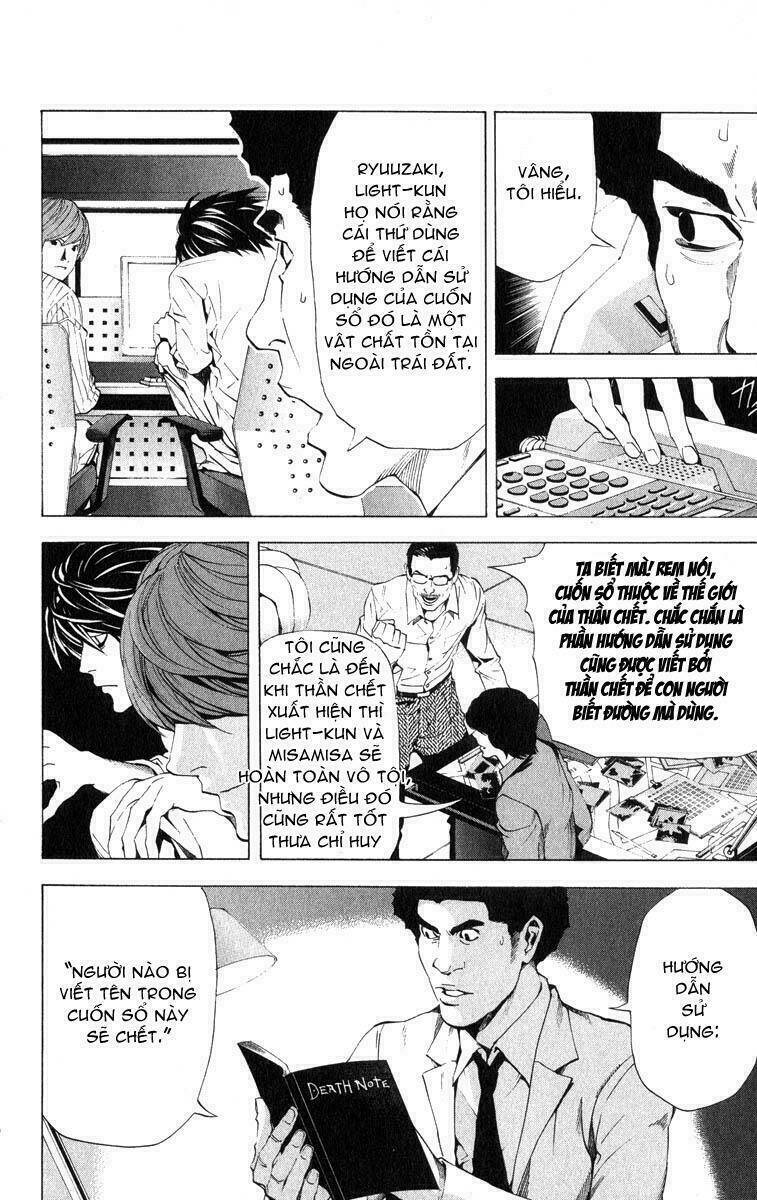 VÂNG,
TÔI HIỂU.
RYUUZAKI,
LIGHT-KUN
HỌ NÓI RẰNG
CÁI THỨ DÙNG
ĐỂ VIẾT CÁI
HƯỚNG DẪN SỬ
DỤNG CỦA CUỐN
SỔ ĐÓ LÀ MỘT
VẬT CHẤT TỒN TẠI
NGOÀI TRÁI ĐẤT.
TA BIẾT MÀ! REM NÓI,
CUỐN SỔ THUỘC VỀ THẾ GIỚI
CỦA THẦN CHẾT. CHẮC CHẮN LÀ
PHẦN HƯỚNG DẪN SỬ DỤNG
CŨNG ĐƯỢC VIẾT BỞI
THẦN CHẾT ĐỂ CON NGƯỜI
BIẾT ĐƯỜNG MÀ DÙNG.
TÔI CŨNG
CHẮC LÀ ĐẾN
KHI THẦN CHẾT
XUẤT HIỆN THÌ
LIGHT-KUN VÀ
MISAMISA SẼ
HOÀN TOÀN VÔ TỘI,
NHƯNG ĐIỀU ĐÓ
CŨNG RẤT TỐT
THƯA CHỈ HUY
HƯỚNG
DẪN
SỬ
DỤNG:
"NGƯỜI NÀO BỊ
VIẾT TÊN TRONG
CUỐN SỔ NÀY
SẼ CHẾT."
DEATH NOTE